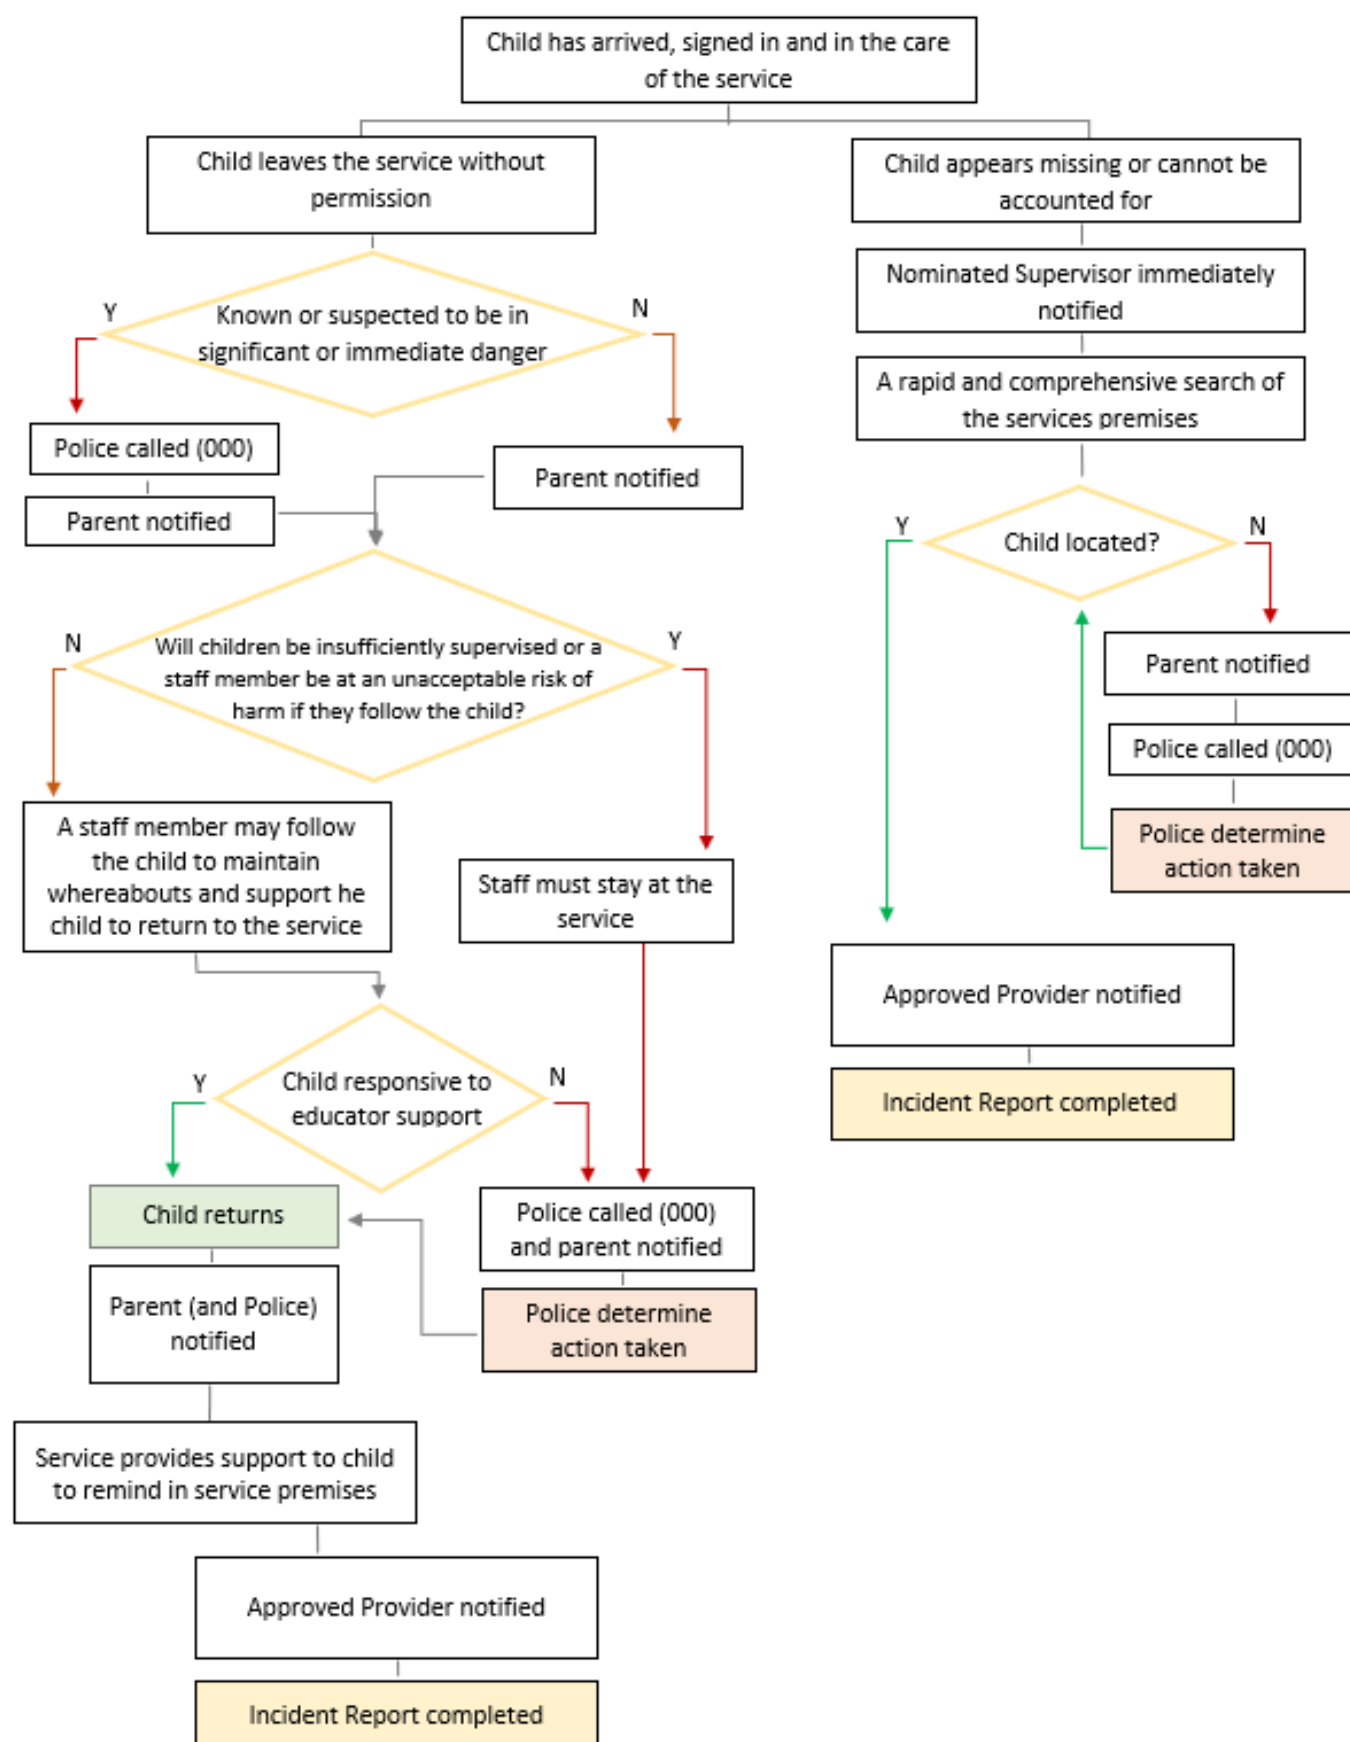 Child has arrived, signed in and in the care
of the service
Child leaves the service without
permission
Child appears missing or cannot be
accounted for
Nominated Supervisor immediately
notified
A rapid and comprehensive search of
the services premises
Y
N
Known or suspected to be in
significant or immediate danger
Police called (000)
Parent notified
Parent notified
Y
N
Child located?
Parent notified
Police called (000)
Police determine
action taken
N
Y
Will children be insufficiently supervised or a
staff member be at an unacceptable risk of
harm if they follow the child?
A staff member may follow
the child to maintain
whereabouts and support he
child to return to the service
Staff must stay at the
service
Approved Provider notified
Incident Report completed
Y
N
Child responsive to
educator support
Child returns
Police called (000)
and parent notified
Parent (and Police)
notified
Police determine
action taken
Service provides support to child
to remind in service premises
Approved Provider notified
Incident Report completed